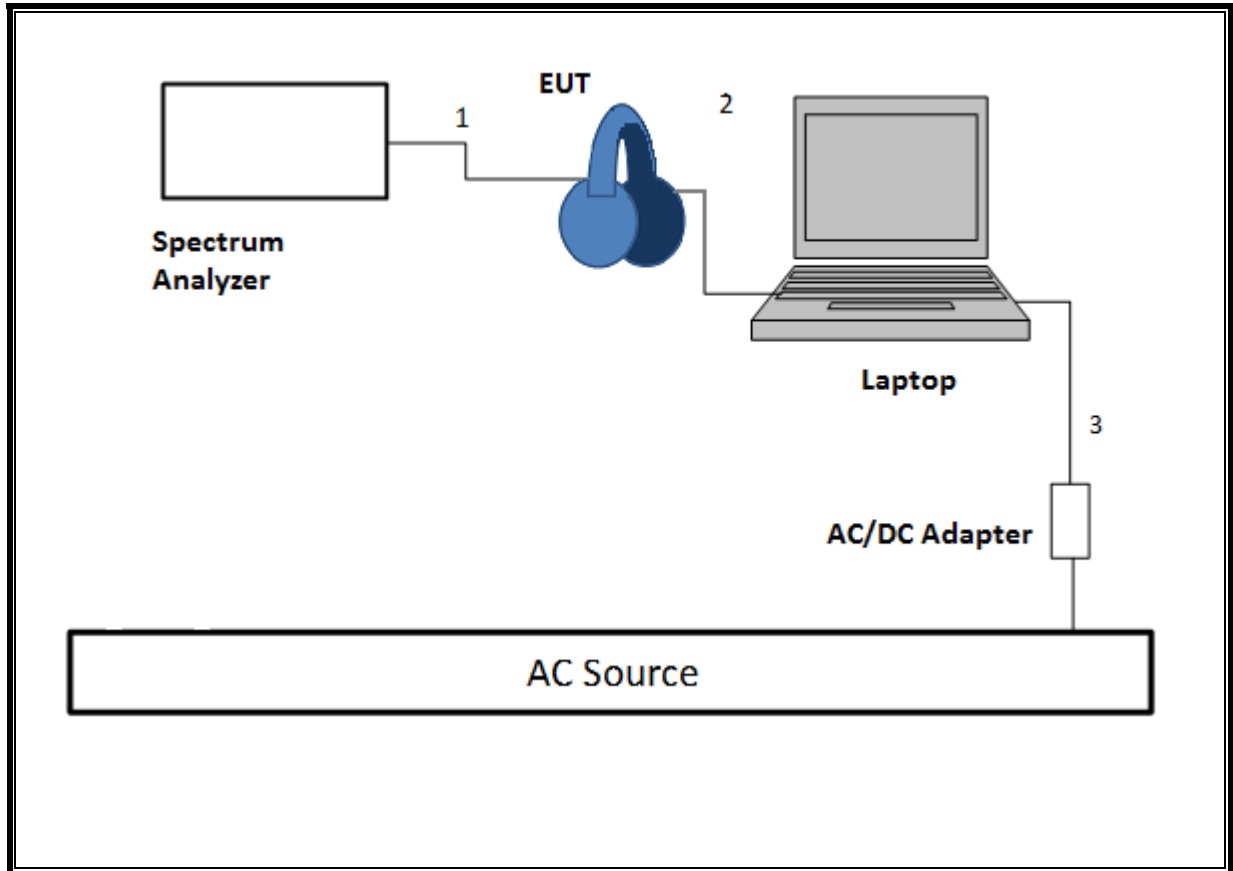 EUT
1
2
Spectrum
Analyzer
Laptop
3
AC/DC Adapter
AC Source